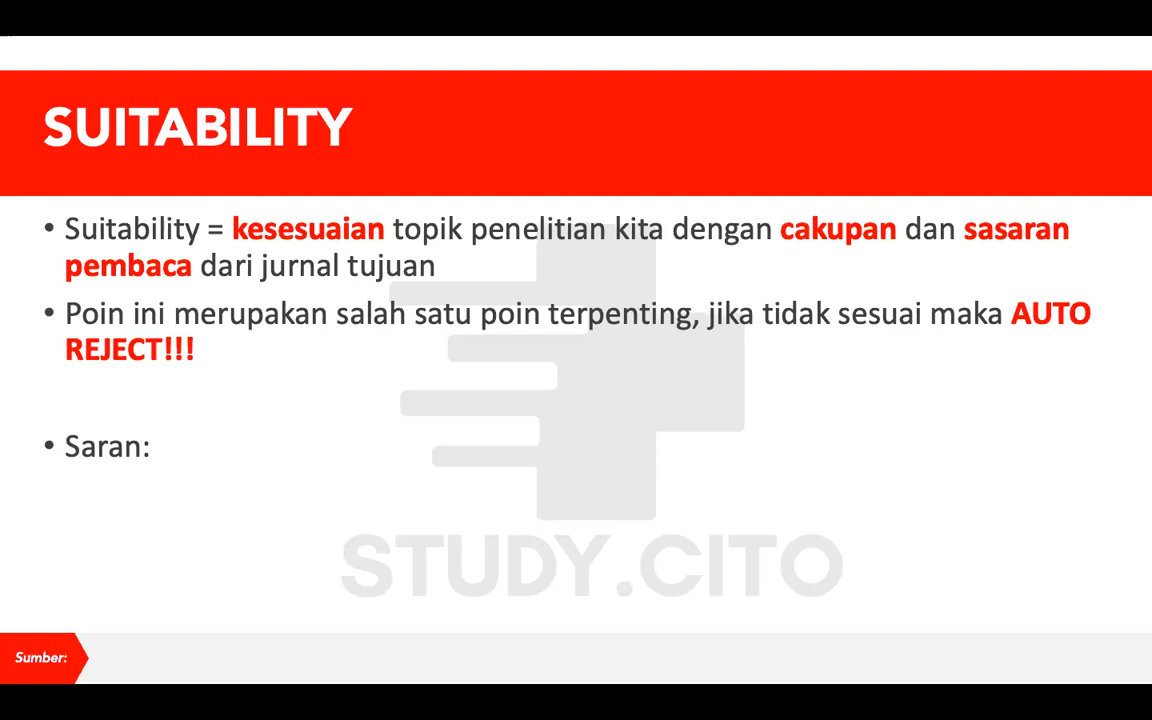 SUITABILITY
• Suitability = kesesuaian topik penelitian kita dengan cakupan dan sasaran
pembaca dari jurnal tujuan
• Poin ini merupakan salah satu poin terpenting, jika tidak sesuai maka AUTO
REJECT!!!
• Saran:
STUDY.CITO
Sumber: